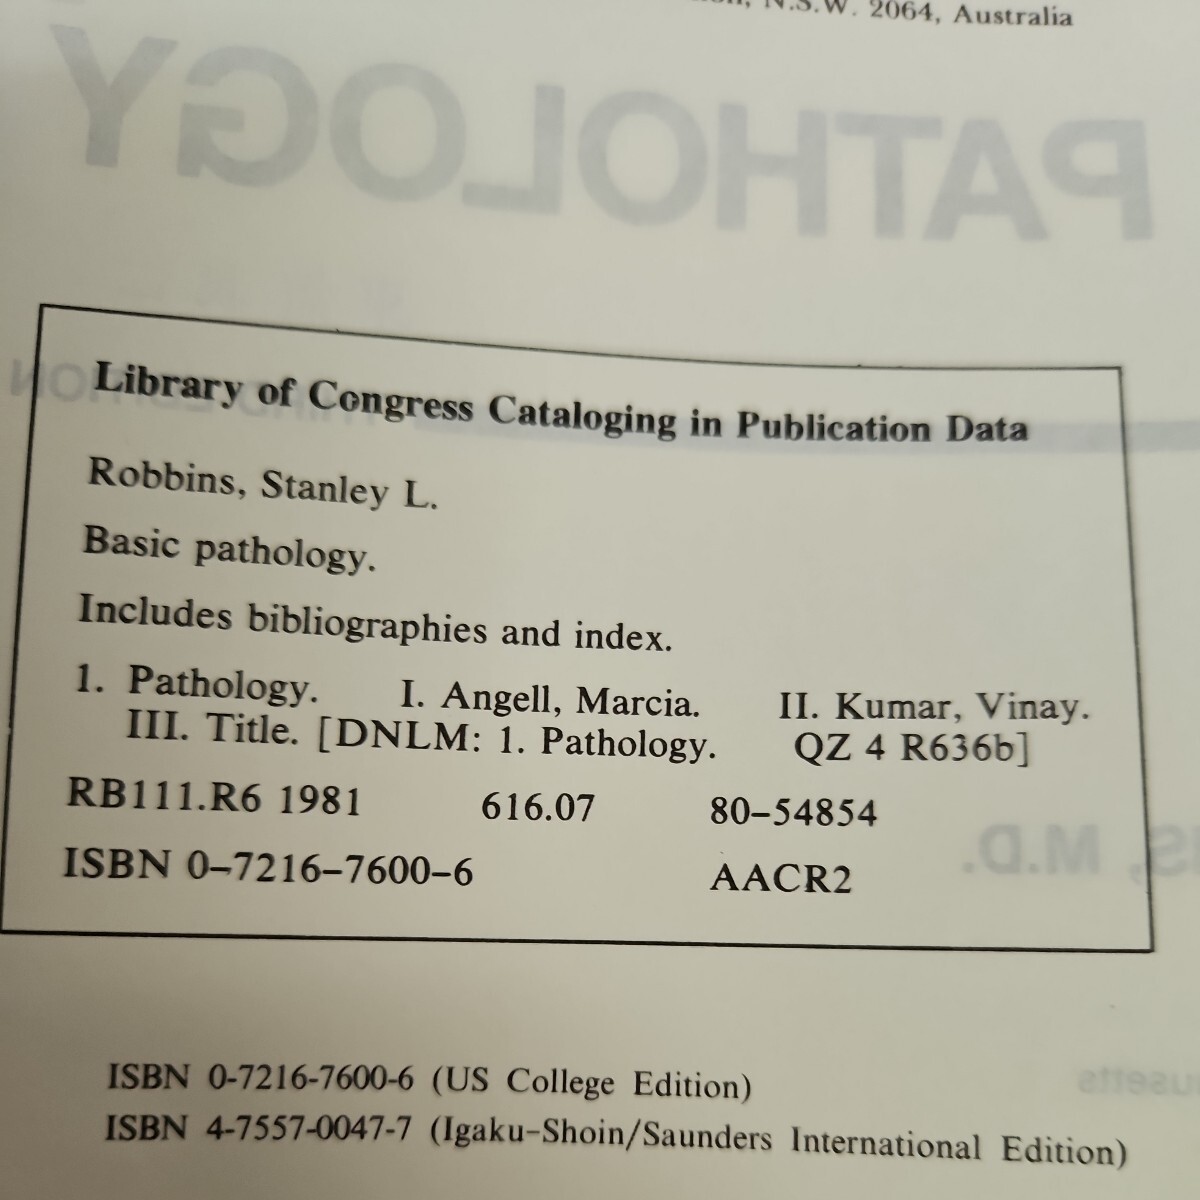 N.S.W. 2064, Australia
PATHOLOGY
Library of Congress Cataloging in Publication Data
Robbins, Stanley L.
Basic pathology.
Includes bibliographies and index.
1. Pathology. I. Angell, Marcia. II. Kumar, Vinay.
III. Title. [DNLM: 1. Pathology. QZ 4 R636b]
RB111.R6 1981 616.07 80–54854
ISBN 0–7216–7600–6 AACR2
M.D.
ISBN 0-7216-7600-6 (US College Edition)
ISBN 4-7557-0047-7 (Igaku-Shoin/Saunders International Edition)